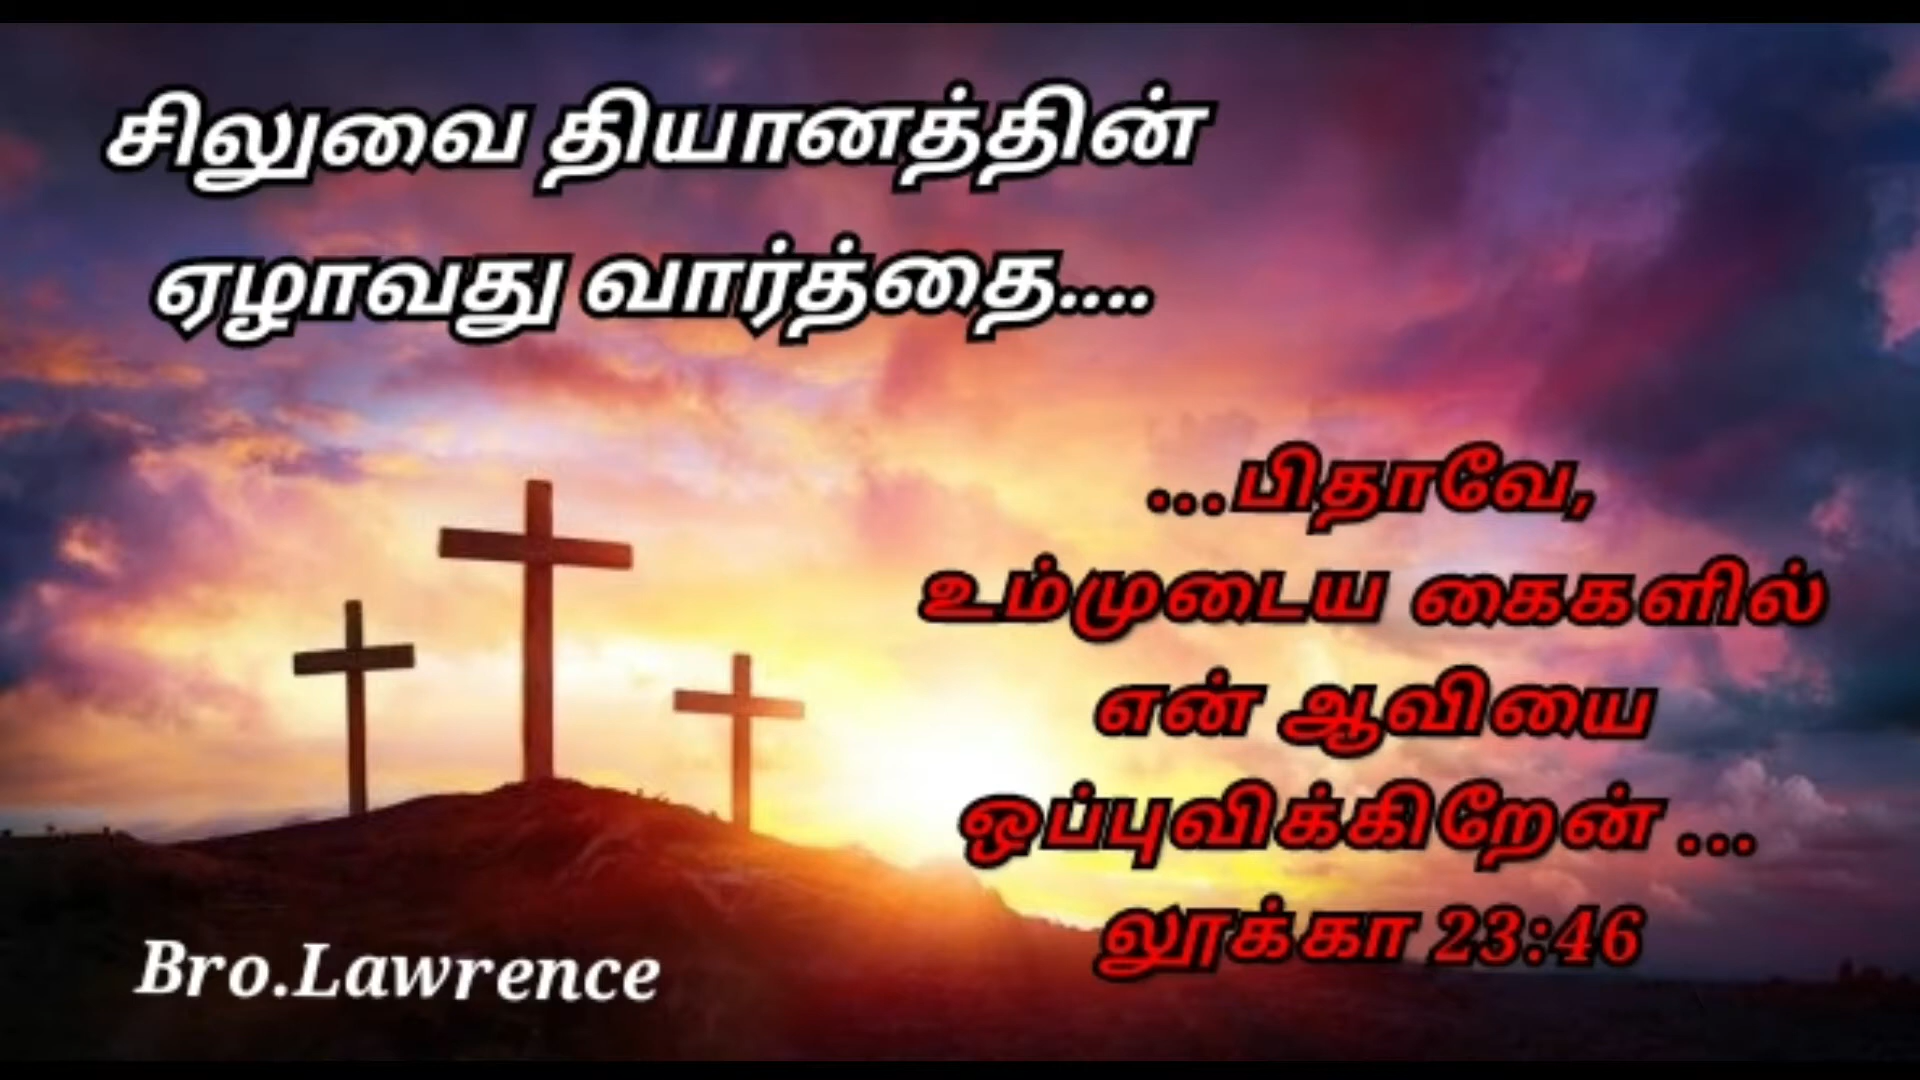 சிலுவை தியானத்தின்
ஏழாவது வார்த்தை....
...பிதாவே,
உம்முடைய கைகளில்
என் ஆவியை
ஒப்புவிக்கிறேன் ...
லூக்கா 23:46
Bro.Lawrence